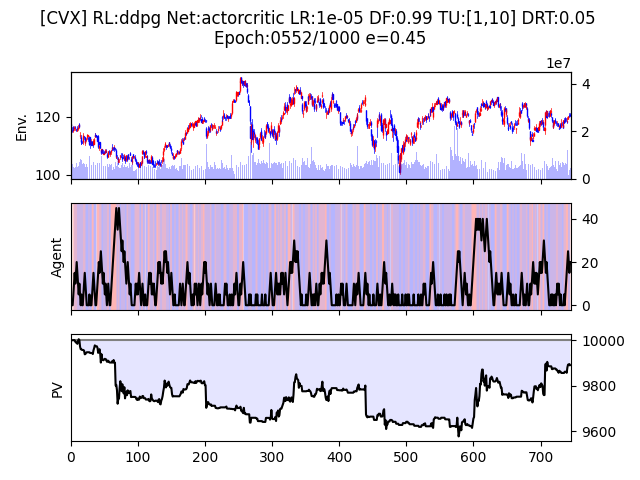 [CVX] RL:ddpg Net:actorcritic LR:1e-05 DF:0.99 TU:[1,10] DRT:0.05
Epoch:0552/1000 e=0.45
1e7
Env.
120
100
4
2
0
Agent
40
20
0
PV
10000
9800
9600
0 100 200 300 400 500 600 700